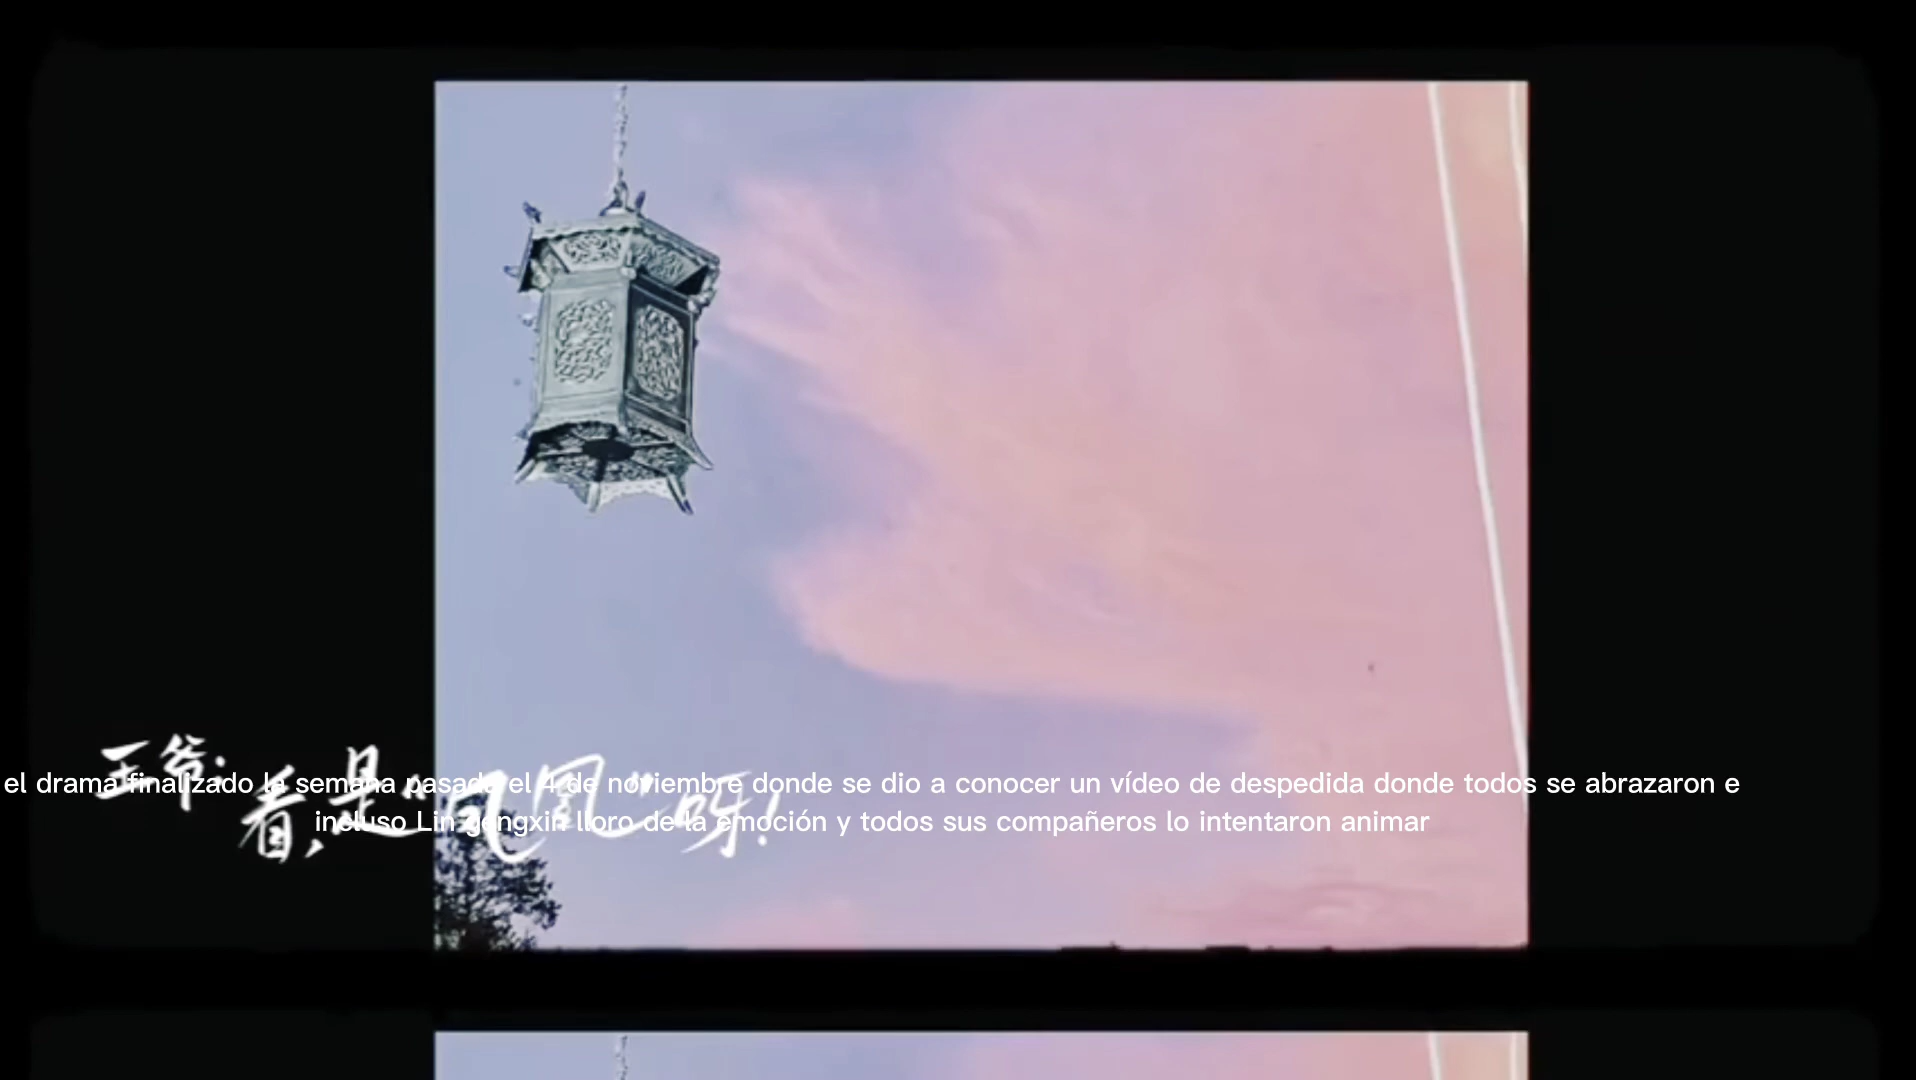 王爷：
看，是“凤凰”呀！
el drama finalizado la semana pasada el 4 de noviembre donde se dio a conocer un vídeo de despedida donde todos se abrazaron e
incluso Lin gengxin lloro de la emoción y todos sus compañeros lo intentaron animar